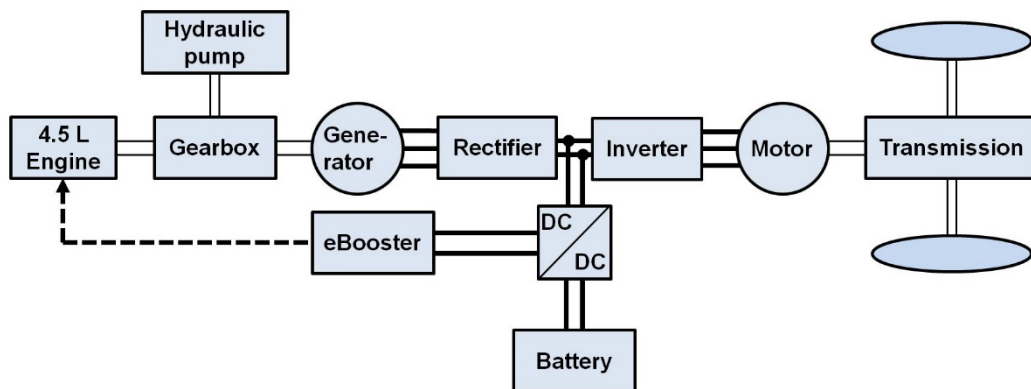 Hydraulic
pump
4.5 L
Engine
Gearbox
Gene-
rator
Rectifier
Inverter
Motor
Transmission
eBooster
DC
DC
Battery